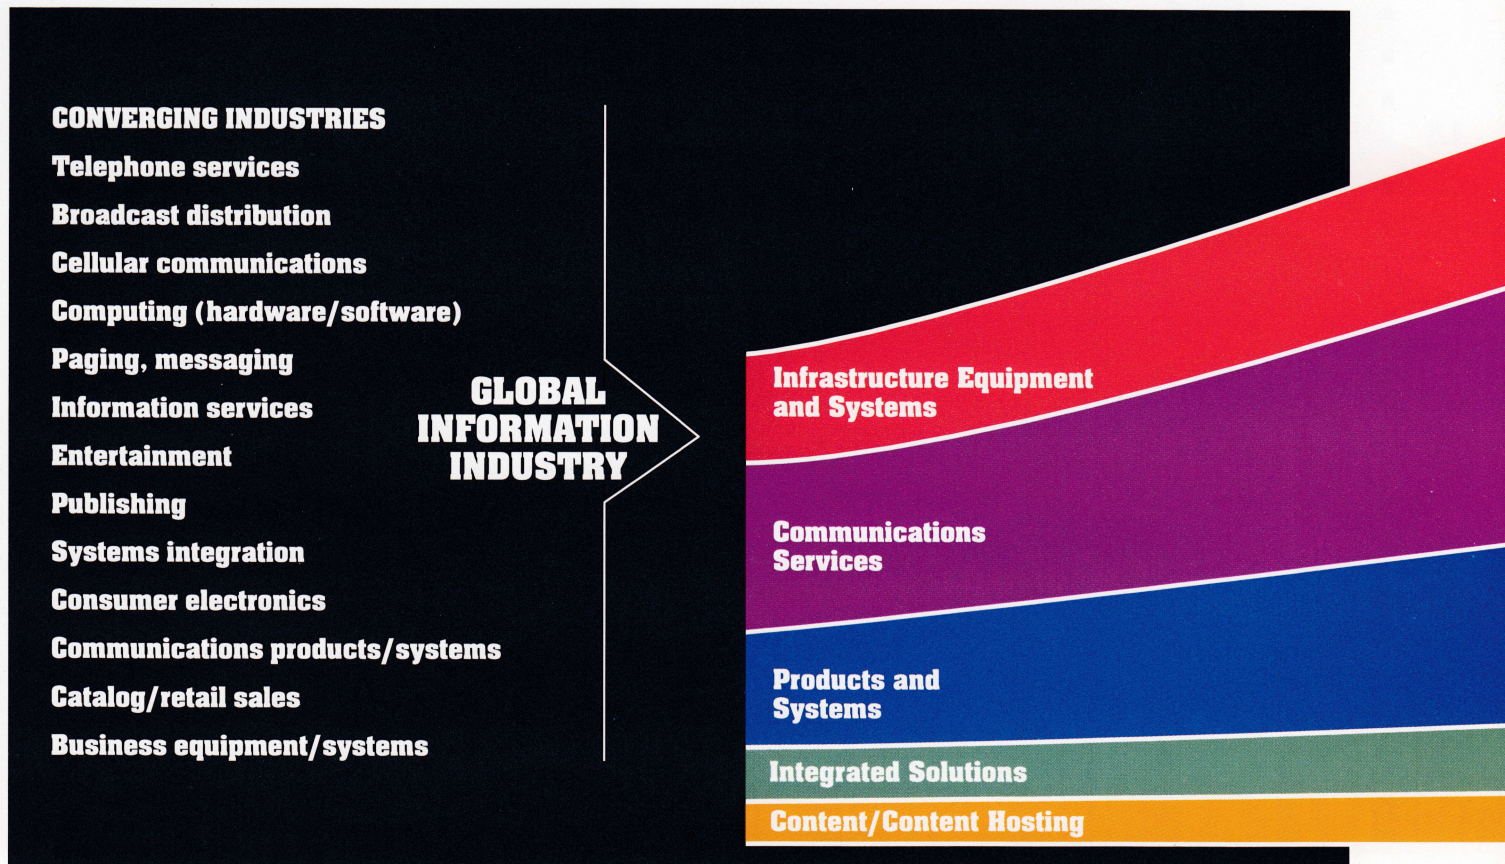 CONVERGING INDUSTRIES
Telephone services
Broadcast distribution
Cellular communications
Computing (hardware/software)
Paging, messaging
Information services
Entertainment
Publishing
Systems integration
Consumer electronics
Communications products/systems
Catalog/retail sales
Business equipment/systems
GLOBAL
INFORMATION
INDUSTRY
Infrastructure Equipment
and Systems
Communications
Services
Products and
Systems
Integrated Solutions
Content/Content Hosting